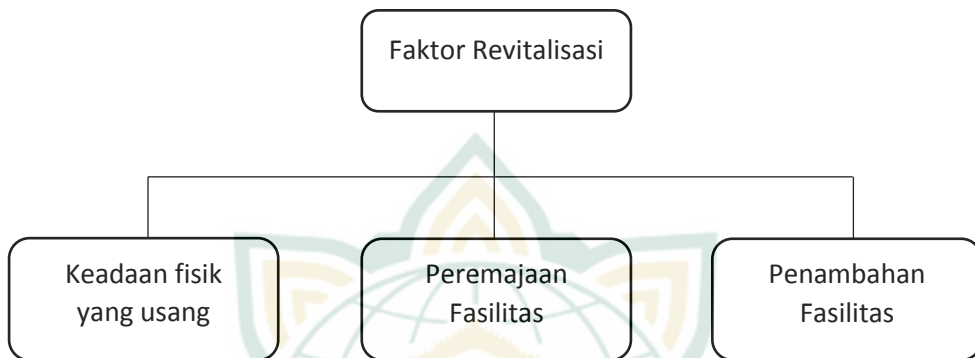 Faktor Revitalisasi
Keadaan fisik
yang usang
Peremajaan
Fasilitas
Penambahan
Fasilitas